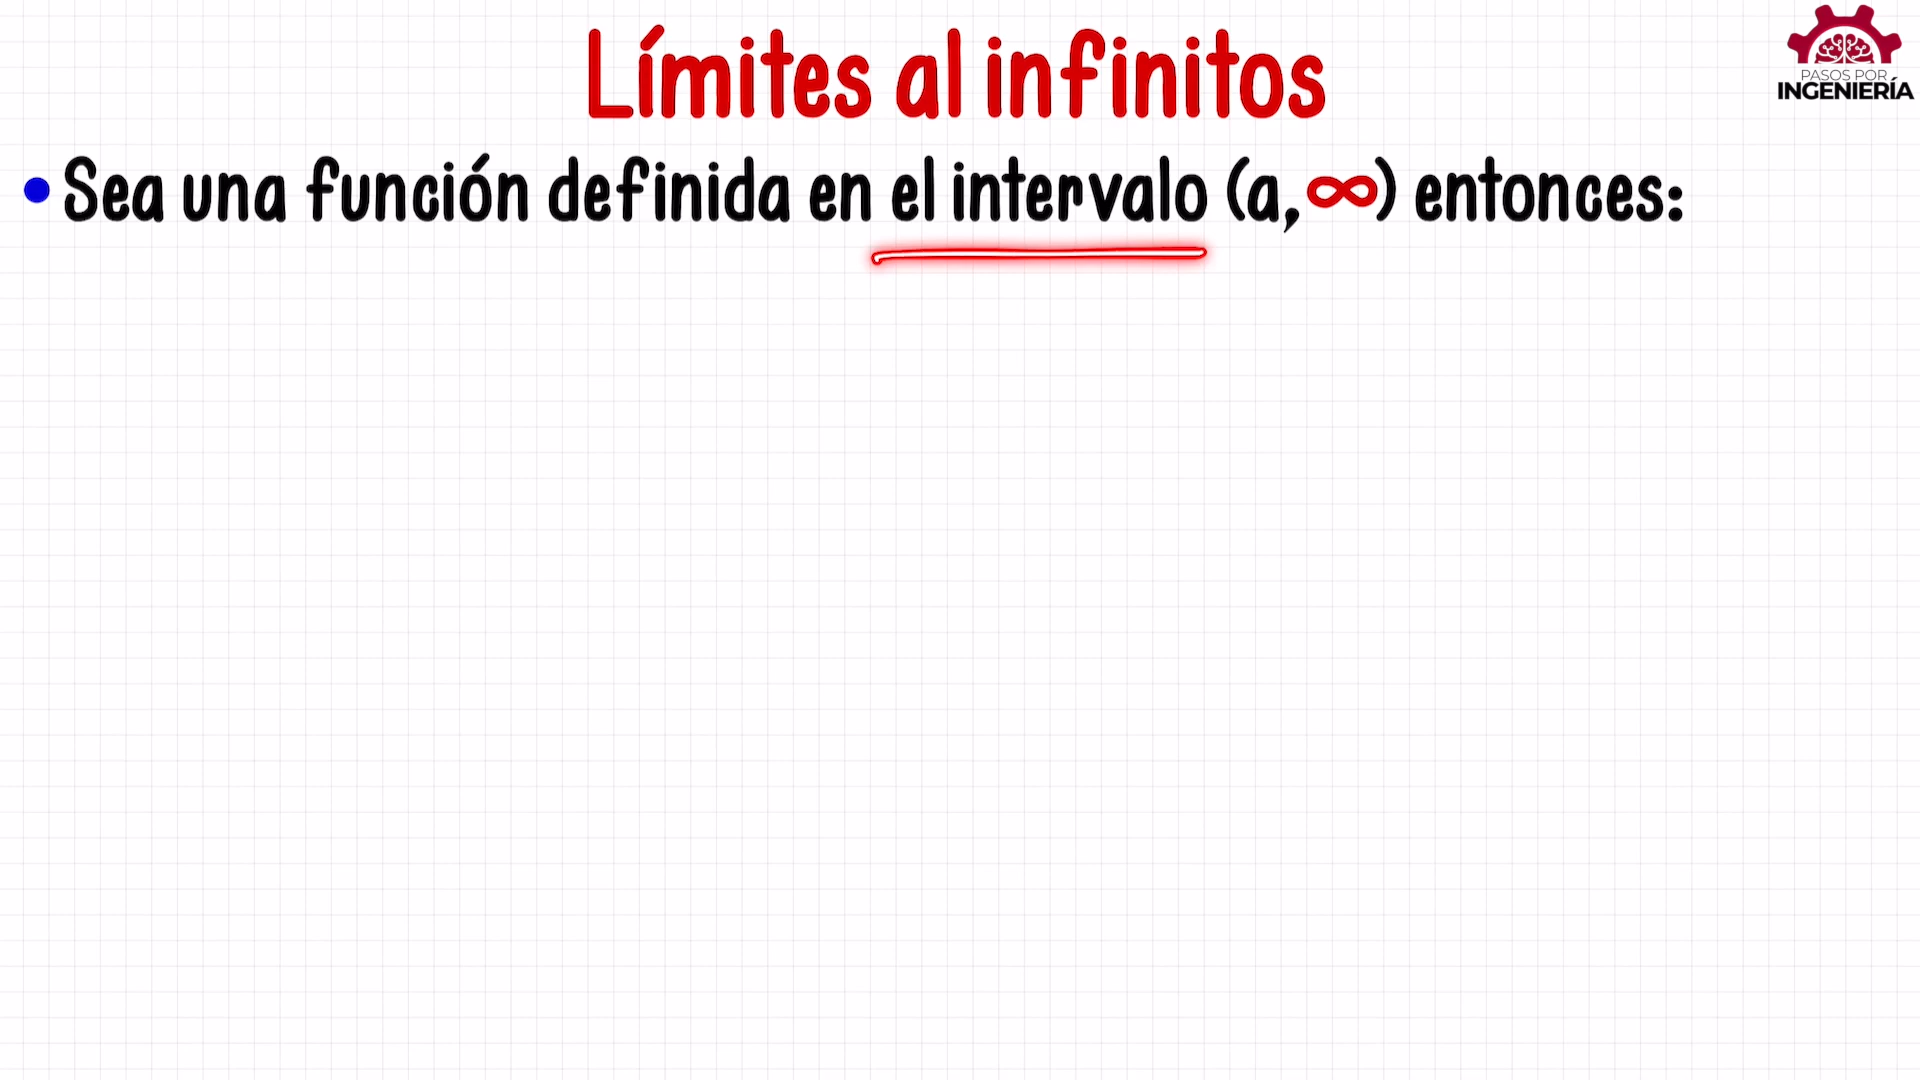 Límites al infinitos
PASOS POR
INGENIERÍA
•Sea una función definida en el intervalo (a,∞) entonces: